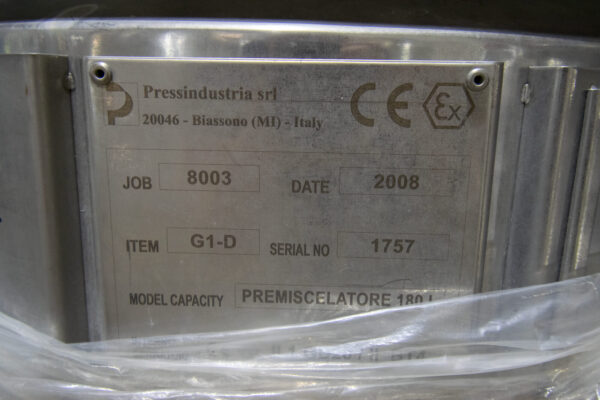 Pressindustria srl
20046 - Biassono (MI) - Italy
CE Ex
JOB 8003 DATE 2008
ITEM G1-D SERIAL NO 1757
MODEL CAPACITY PREMISCELATORE 180 L